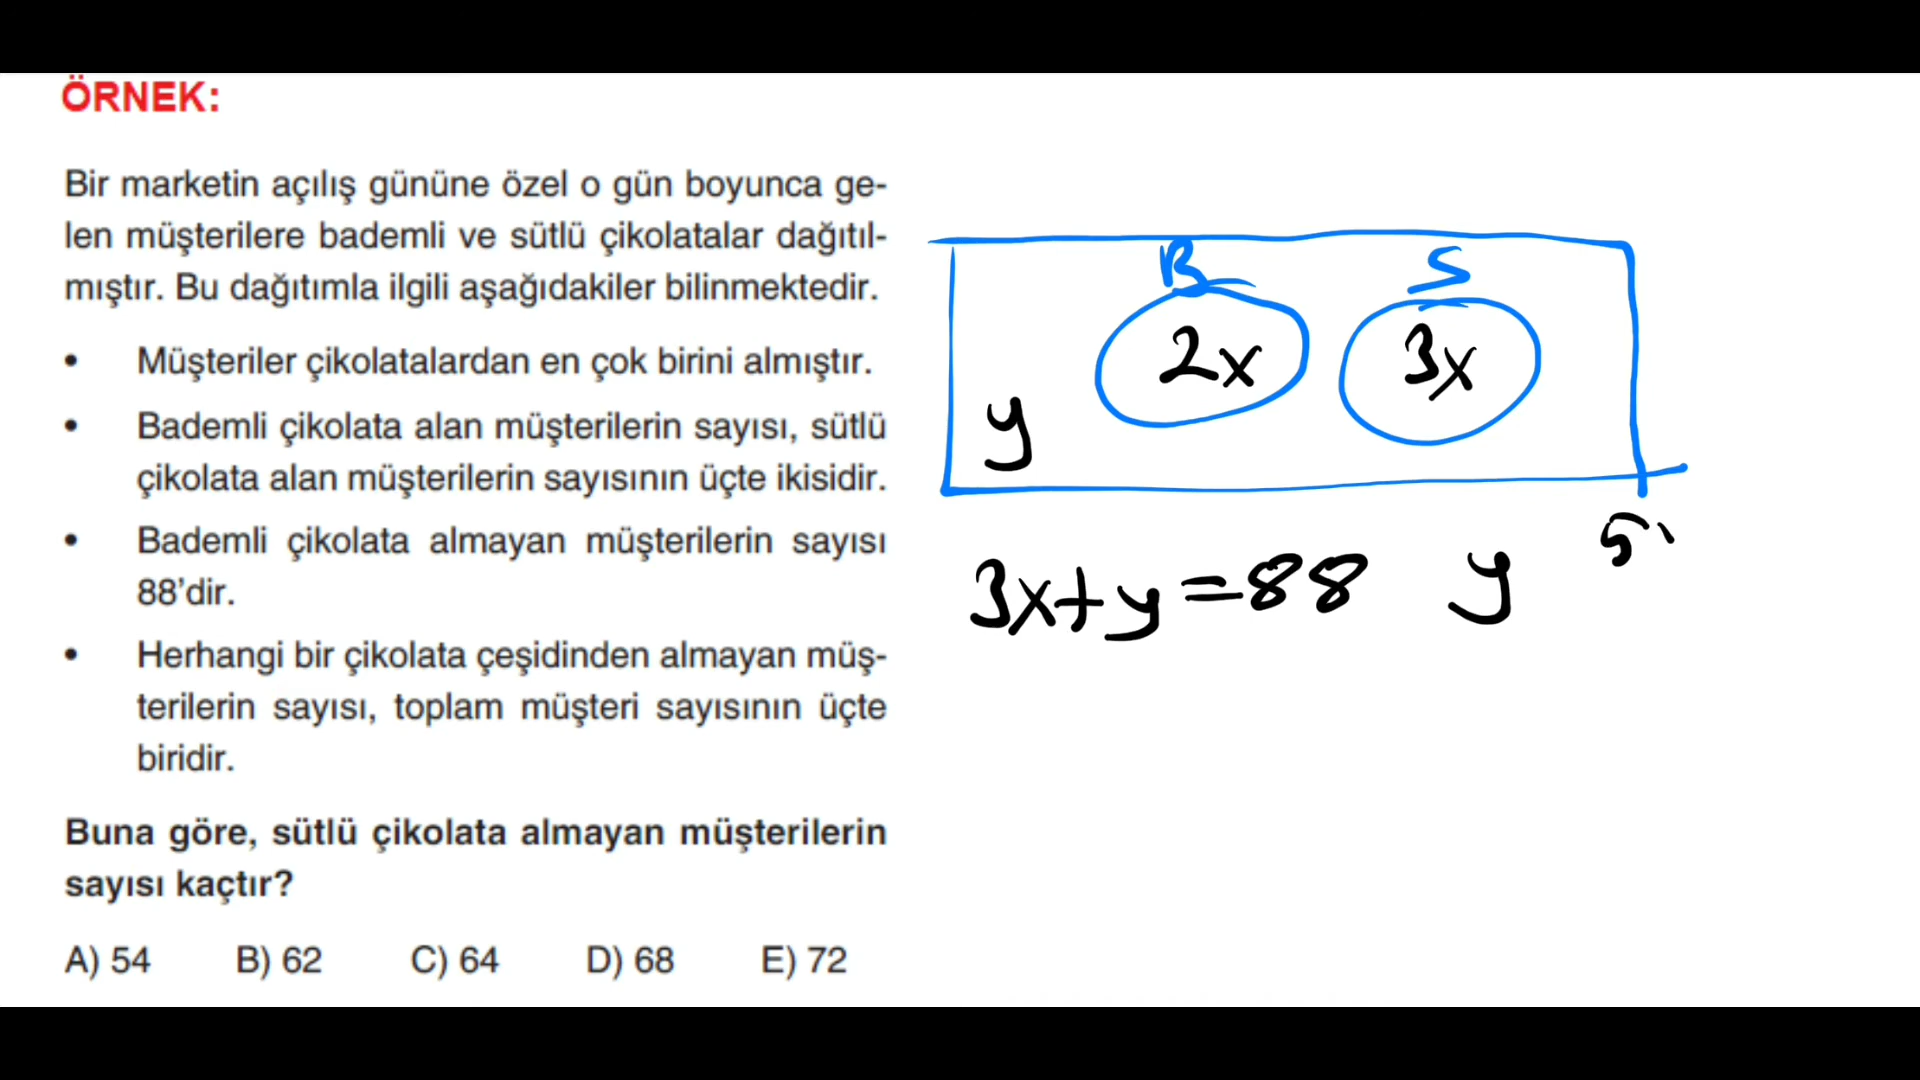 ÖRNEK:
Bir marketin açılış gününe özel o gün boyunca ge-
len müşterilere bademli ve sütlü çikolatalar dağıtıl-
mıştır. Bu dağıtımla ilgili aşağıdakiler bilinmektedir.
• Müşteriler çikolatalardan en çok birini almıştır.
• Bademli çikolata alan müşterilerin sayısı, sütlü
çikolata alan müşterilerin sayısının üçte ikisidir.
• Bademli çikolata almayan müşterilerin sayısı
88’dir.
• Herhangi bir çikolata çeşidinden almayan müş-
terilerin sayısı, toplam müşteri sayısının üçte
biridir.
Buna göre, sütlü çikolata almayan müşterilerin
sayısı kaçtır?
A) 54 B) 62 C) 64 D) 68 E) 72
B S
2x 3x
y
3x+y=88 y 5